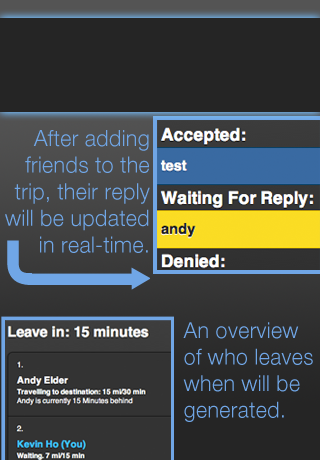 After adding
friends to the
trip, their reply
will be updated
in real-time.
Accepted:
test
Waiting For Reply:
andy
Denied:
Leave in: 15 minutes
1.
Andy Elder
Travelling to destination: 15 mi/30 min
Andy is currently 15 Minutes behind
2.
Kevin Ho (You)
Waiting. 7 mi/15 min
An overview
of who leaves
when will be
generated.